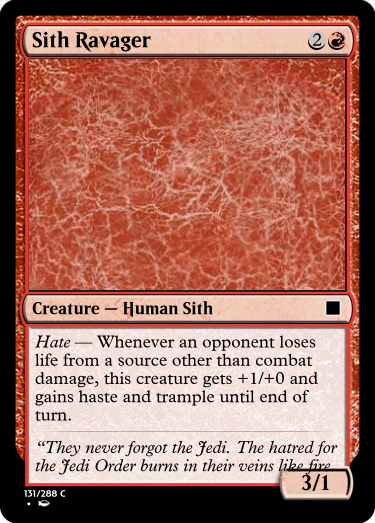 Sith Ravager
2
Creature — Human Sith
Hate — Whenever an opponent loses
life from a source other than combat
damage, this creature gets +1/+0 and
gains haste and trample until end of
turn.
“They never forgot the Jedi. The hatred for
the Jedi Order burns in their veins like fire
3/1
131/288 C